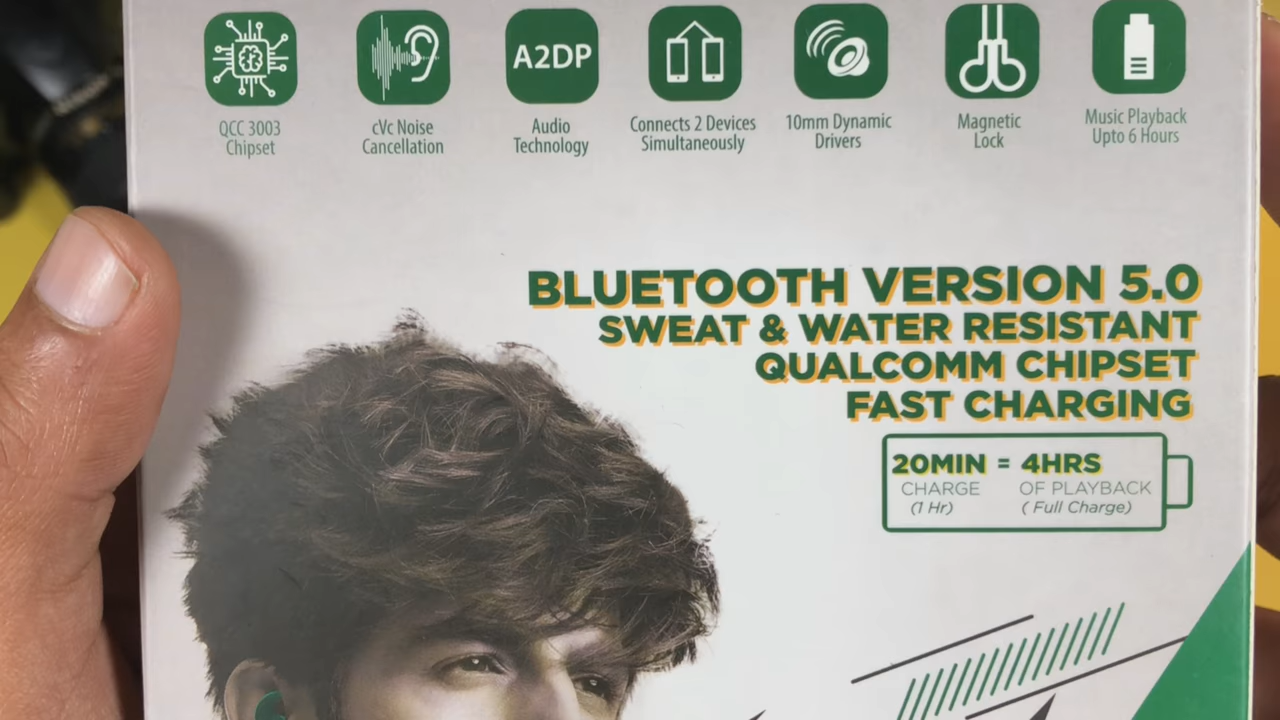 QCC 3003
Chipset
cVc Noise
Cancellation
A2DP
Audio
Technology
Connects 2 Devices
Simultaneously
10mm Dynamic
Drivers
Magnetic
Lock
Music Playback
Upto 6 Hours
BLUETOOTH VERSION 5.0
SWEAT & WATER RESISTANT
QUALCOMM CHIPSET
FAST CHARGING
20MIN = 4HRS
CHARGE OF PLAYBACK
(1 Hr) ( Full Charge)